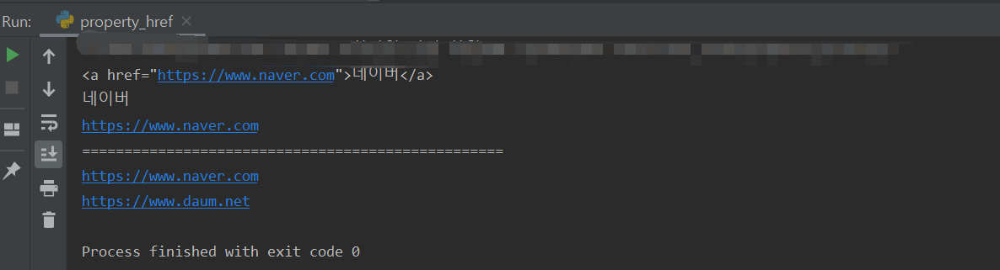 Run: property_href
<a href="https://www.naver.com">네이버</a>
네이버
https://www.naver.com
==================================================
https://www.naver.com
https://www.daum.net
Process finished with exit code 0